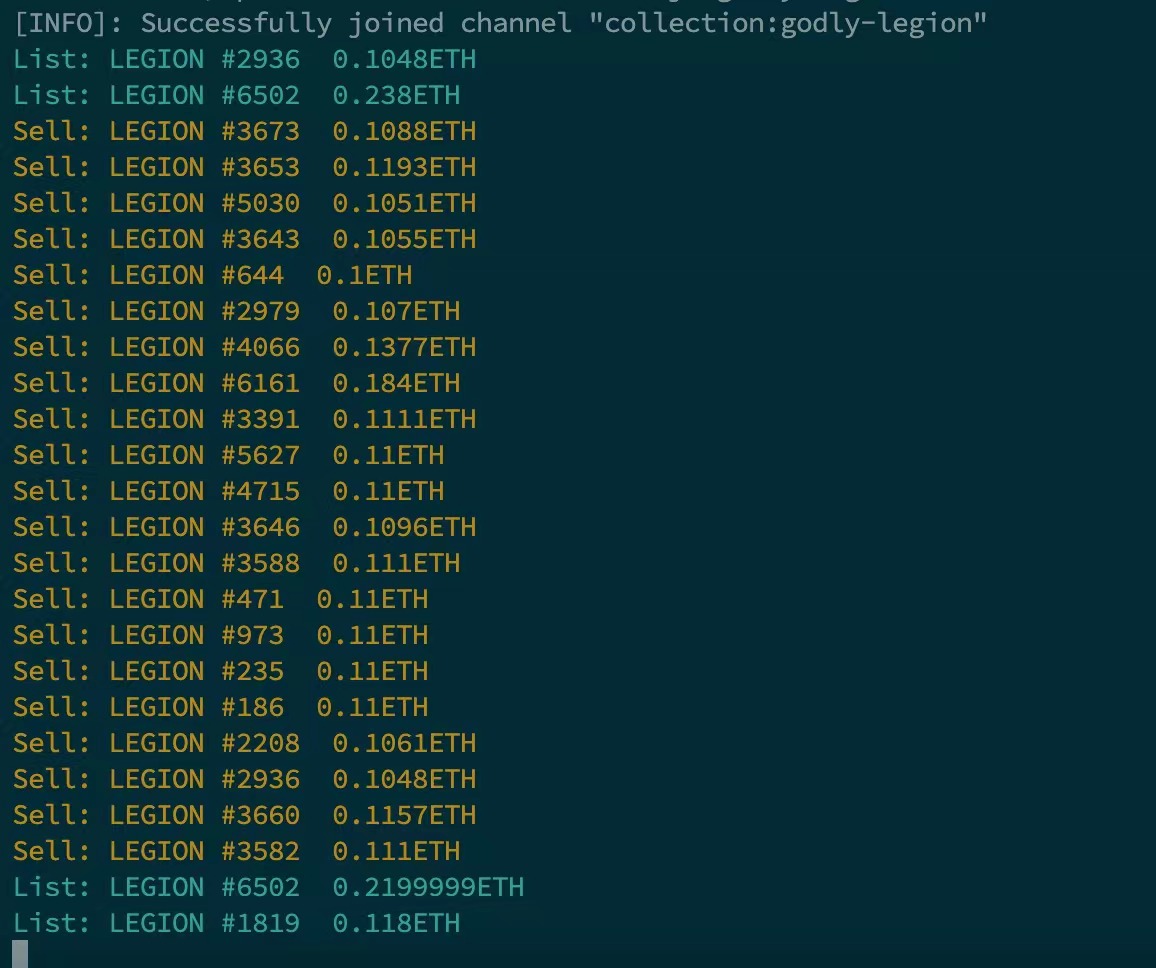 [INFO]: Successfully joined channel "collection:godly-legion"
List: LEGION #2936  0.1048ETH
List: LEGION #6502  0.238ETH
Sell: LEGION #3673  0.1088ETH
Sell: LEGION #3653  0.1193ETH
Sell: LEGION #5030  0.1051ETH
Sell: LEGION #3643  0.1055ETH
Sell: LEGION #644  0.1ETH
Sell: LEGION #2979  0.107ETH
Sell: LEGION #4066  0.1377ETH
Sell: LEGION #6161  0.184ETH
Sell: LEGION #3391  0.1111ETH
Sell: LEGION #5627  0.11ETH
Sell: LEGION #4715  0.11ETH
Sell: LEGION #3646  0.1096ETH
Sell: LEGION #3588  0.111ETH
Sell: LEGION #471  0.11ETH
Sell: LEGION #973  0.11ETH
Sell: LEGION #235  0.11ETH
Sell: LEGION #186  0.11ETH
Sell: LEGION #2208  0.1061ETH
Sell: LEGION #2936  0.1048ETH
Sell: LEGION #3660  0.1157ETH
Sell: LEGION #3582  0.111ETH
List: LEGION #6502  0.2199999ETH
List: LEGION #1819  0.118ETH